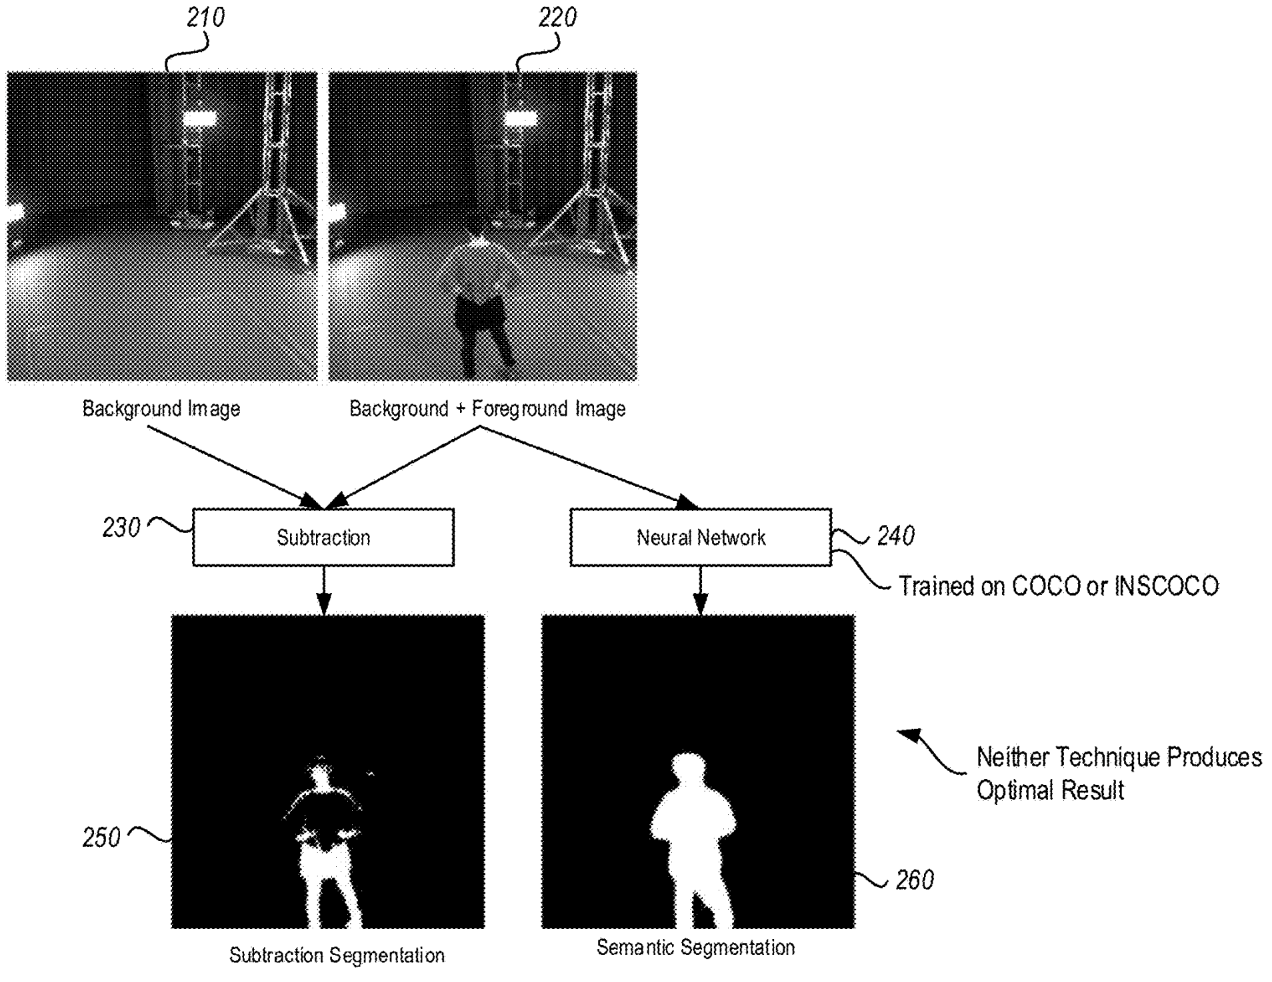 210
220
Background Image
Background + Foreground Image
230
Subtraction
Neural Network
240
Trained on COCO or INSCOCO
Neither Technique Produces
Optimal Result
250
260
Subtraction Segmentation
Semantic Segmentation